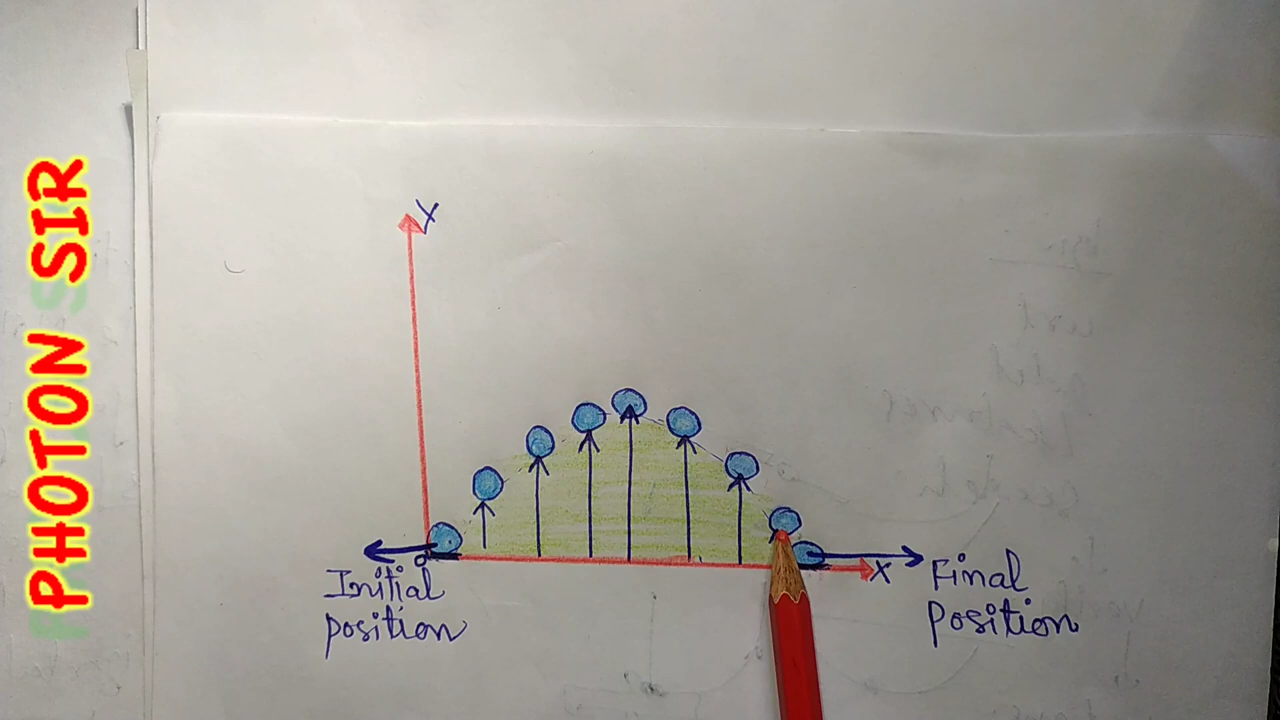 PHOTON SIR
Y
O
X
Initial
position
Final
position